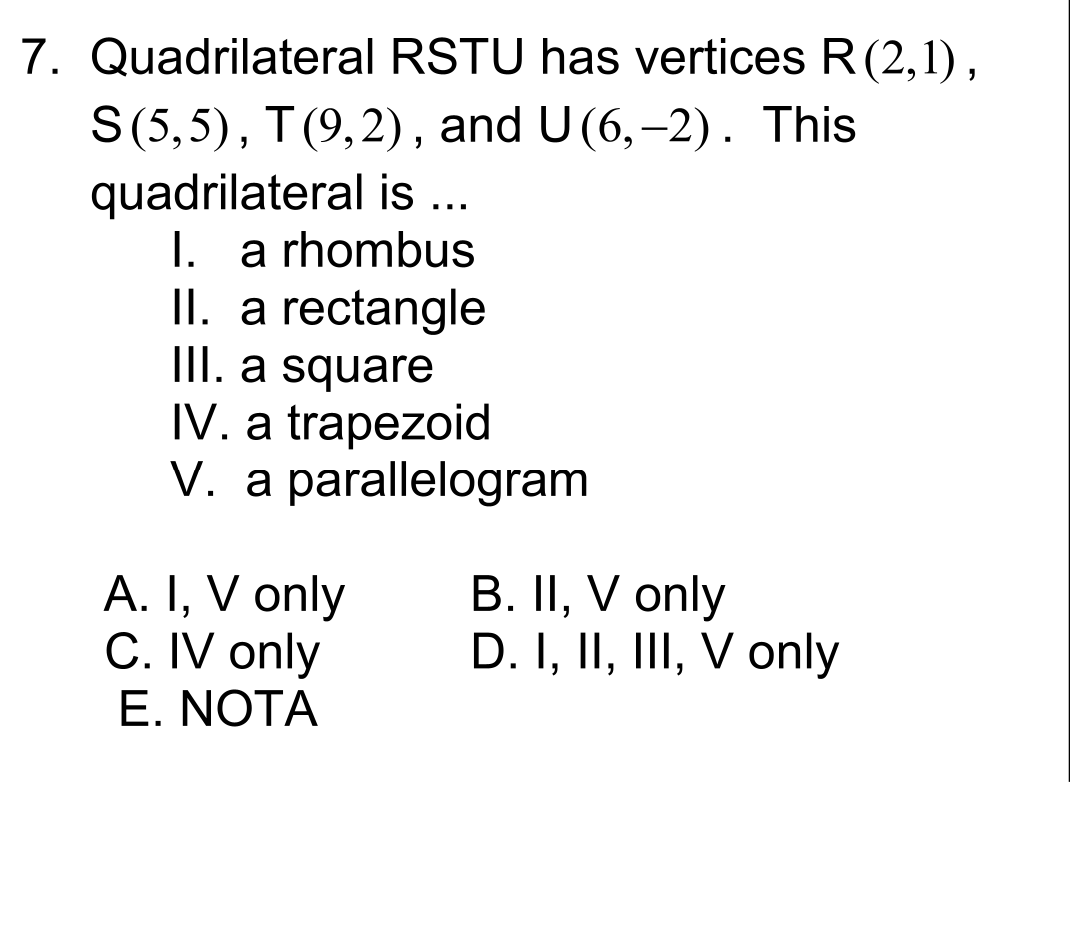 7. Quadrilateral RSTU has vertices R(2,1),
S(5,5), T(9,2), and U(6,–2). This
quadrilateral is ...
I. a rhombus
II. a rectangle
III. a square
IV. a trapezoid
V. a parallelogram
A. I, V only B. II, V only
C. IV only D. I, II, III, V only
E. NOTA